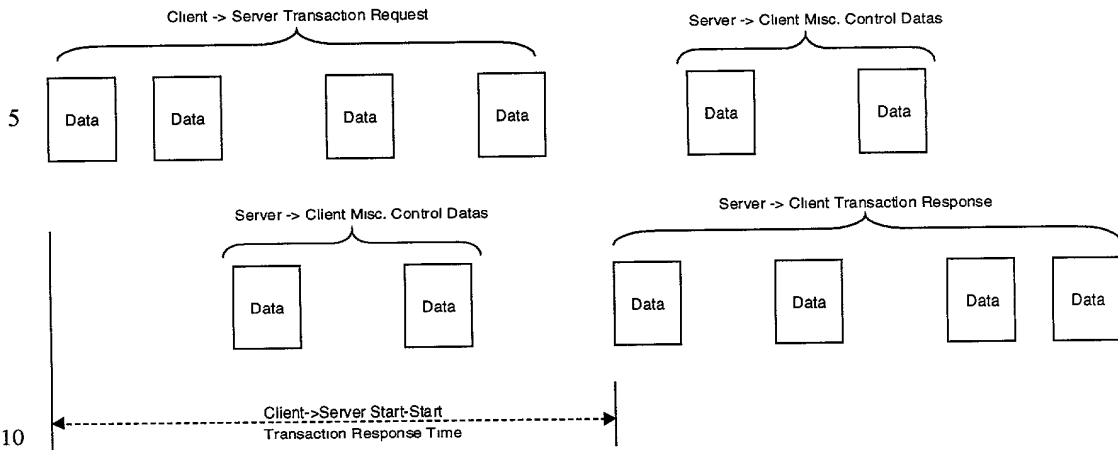 Client -> Server Transaction Request
Server -> Client Misc. Control Datas
5
Data Data Data Data Data Data
Server -> Client Misc. Control Datas
Server -> Client Transaction Response
Data Data Data Data Data Data
Client->Server Start-Start
Transaction Response Time
10